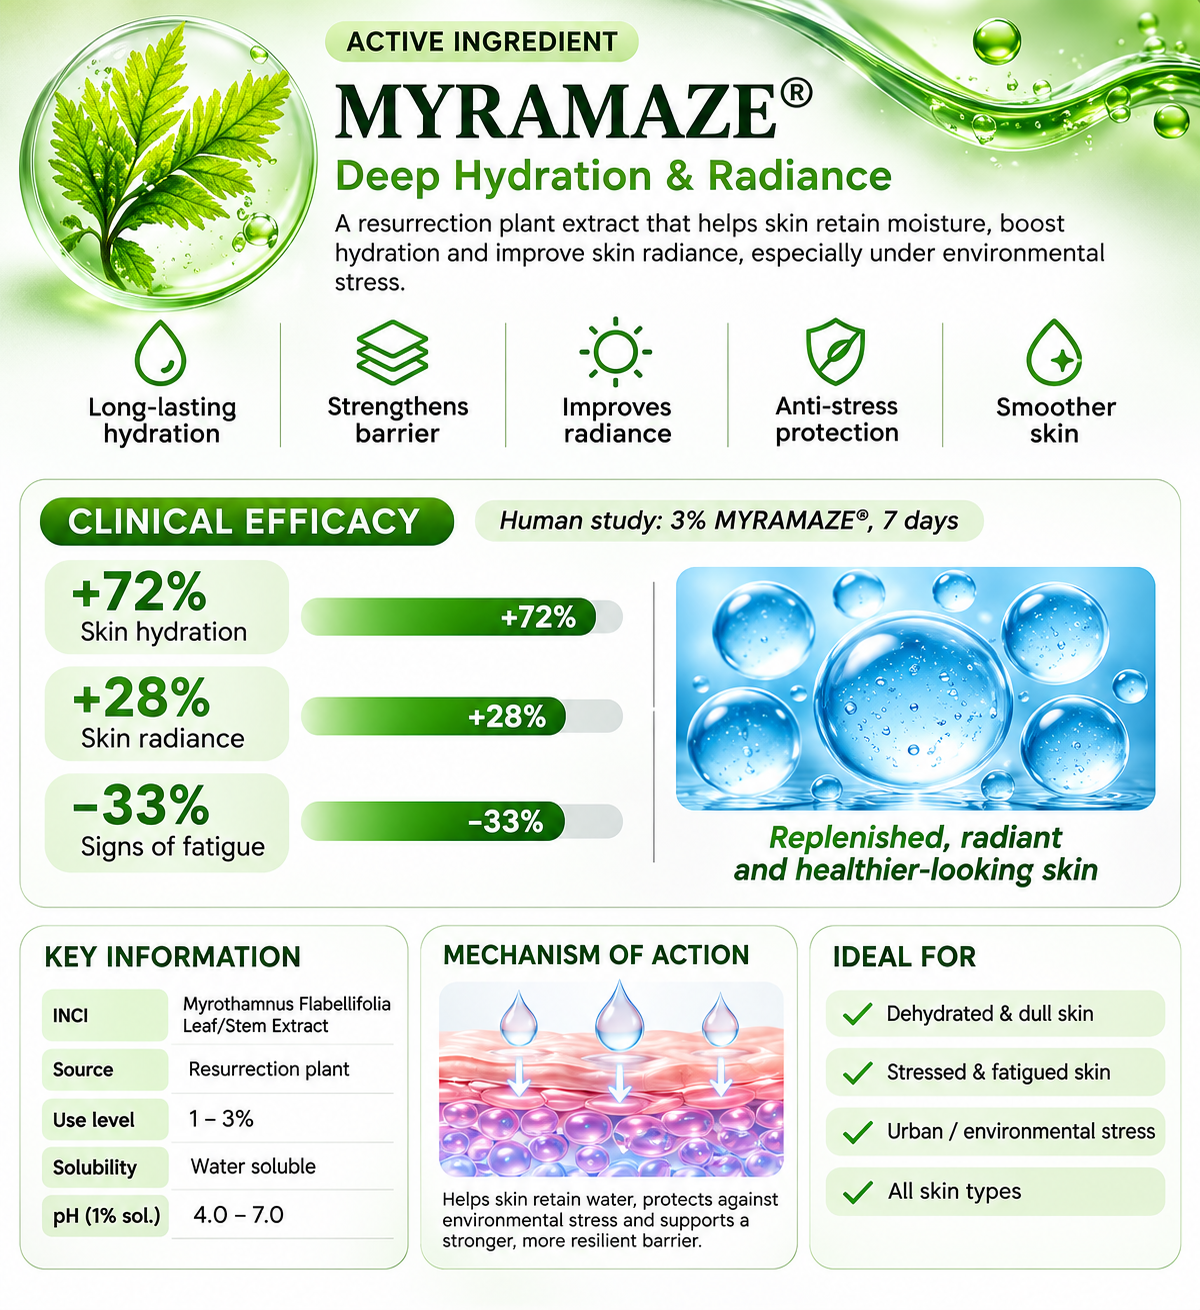 ACTIVE INGREDIENT
MYRAMAZE®
Deep Hydration & Radiance
A resurrection plant extract that helps skin retain moisture, boost
hydration and improve skin radiance, especially under environmental
stress.
Long-lasting
hydration
Strengthens
barrier
Improves
radiance
Anti-stress
protection
Smoother
skin
CLINICAL EFFICACY
Human study: 3% MYRAMAZE®, 7 days
+72%
Skin hydration
+72%
+28%
Skin radiance
+28%
–33%
Signs of fatigue
–33%
Replenished, radiant
and healthier-looking skin
KEY INFORMATION
INCI
Myrothamnus Flabellifolia
Leaf/Stem Extract
Source
Resurrection plant
Use level
1 – 3%
Solubility
Water soluble
pH (1% sol.)
4.0 – 7.0
MECHANISM OF ACTION
Helps skin retain water, protects against
environmental stress and supports a
stronger, more resilient barrier.
IDEAL FOR
Dehydrated & dull skin
Stressed & fatigued skin
Urban / environmental stress
All skin types